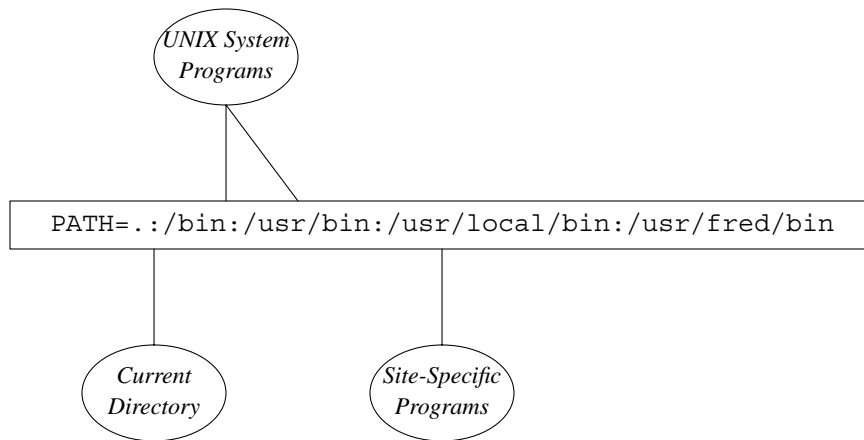 UNIX System
Programs
PATH=.:/bin:/usr/bin:/usr/local/bin:/usr/fred/bin
Current
Directory
Site-Specific
Programs